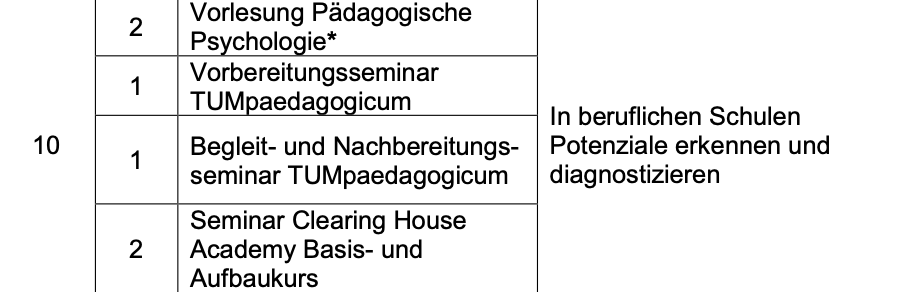 2
Vorlesung Pädagogische
Psychologie*
1
Vorbereitungsseminar
TUMpaedagogicum
10
1
Begleit- und Nachbereitungs-
seminar TUMpaedagogicum
In beruflichen Schulen
Potenziale erkennen und
diagnostizieren
2
Seminar Clearing House
Academy Basis- und
Aufbaukurs